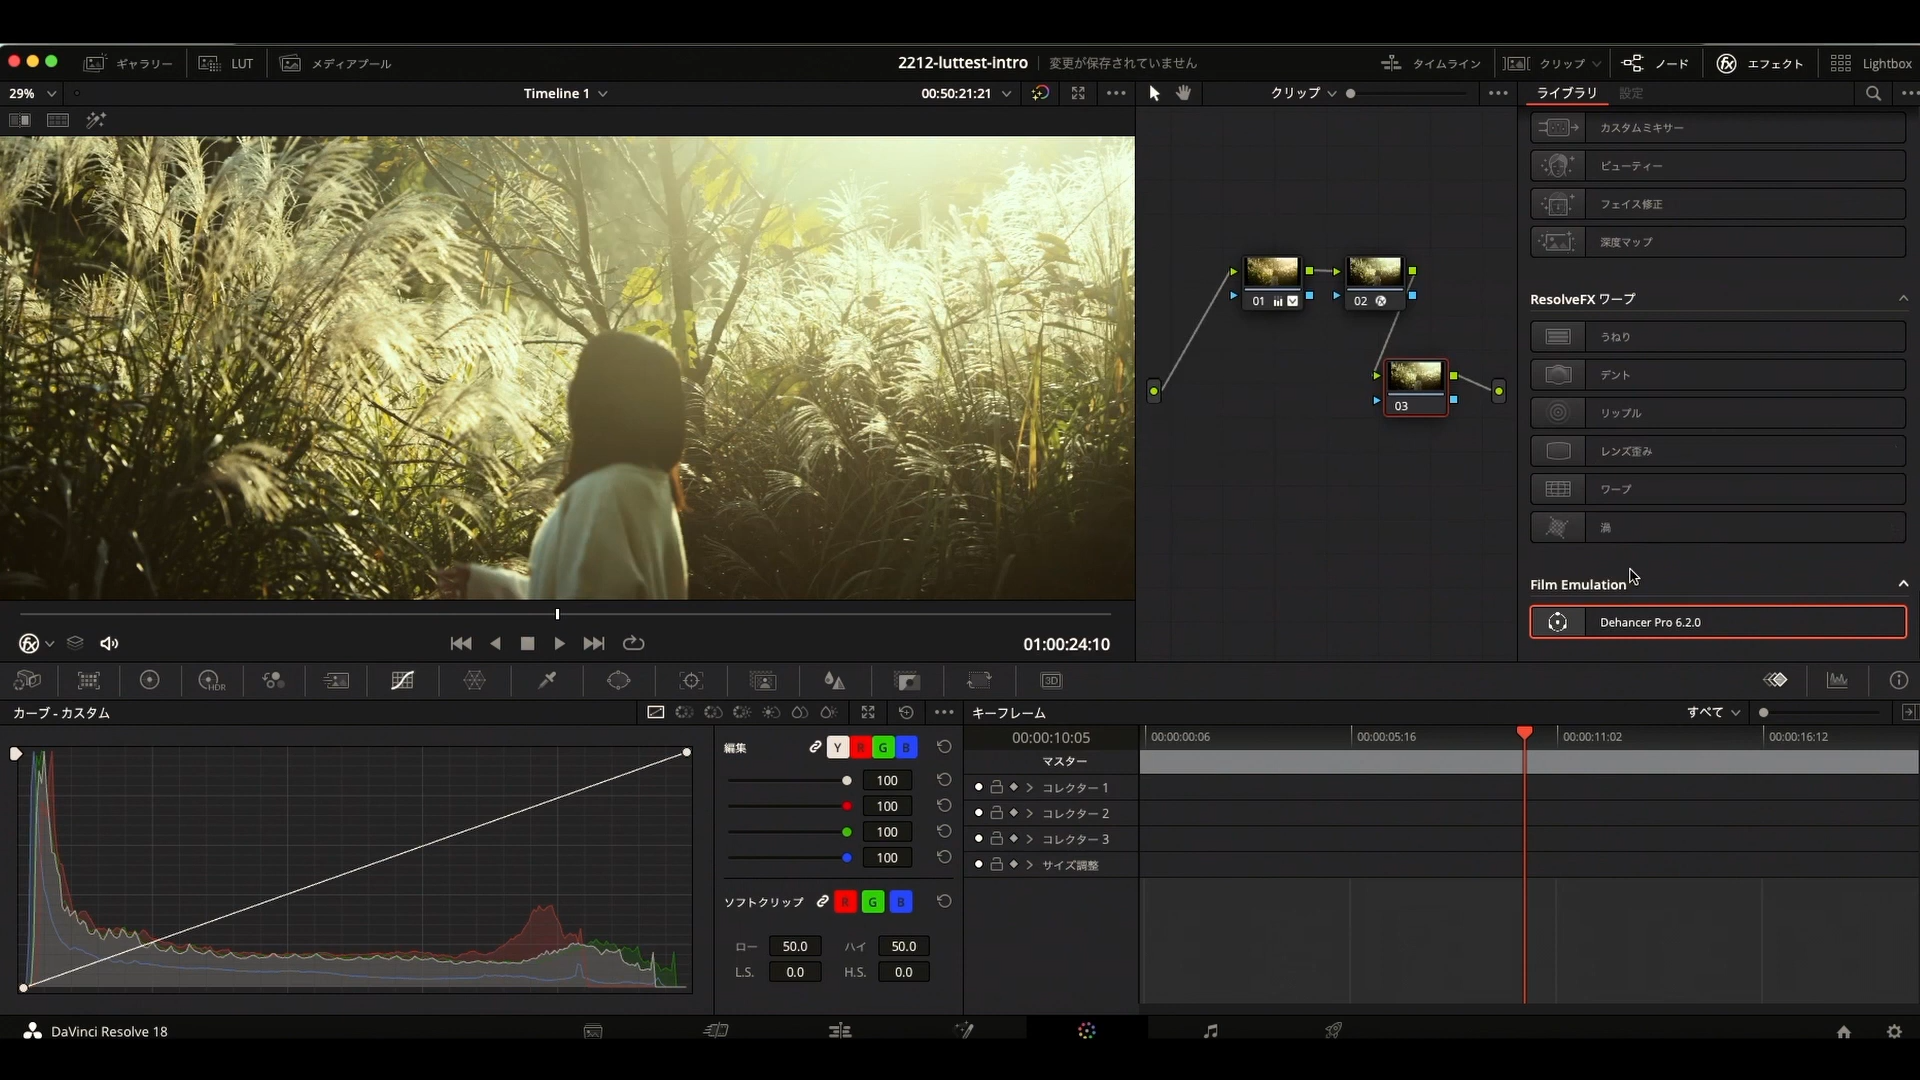 ギャラリー LUT メディアプール 2212-luttest-intro 変更が保存されていません タイムライン クリップ ノード エフェクト Lightbox
29% Timeline 1 00:50:21:21 クリップ ライブラリ 設定
カスタムミキサー
ビューティー
フェイス修正
深度マップ
ResolveFX ワープ
うねり
デント
リップル
レンズ歪み
ワープ
渦
Film Emulation
Dehancer Pro 6.2.0
01 02
03
01:00:24:10
HDR 3D
カーブ - カスタム キーフレーム すべて
編集 Y R G B
100
100
100
100
ソフトクリップ R G B
ロー 50.0 ハイ 50.0
L.S. 0.0 H.S. 0.0
00:00:10:05 00:00:00:06 00:00:05:16 00:00:11:02 00:00:16:12
マスター
コレクター 1
コレクター 2
コレクター 3
サイズ調整
DaVinci Resolve 18